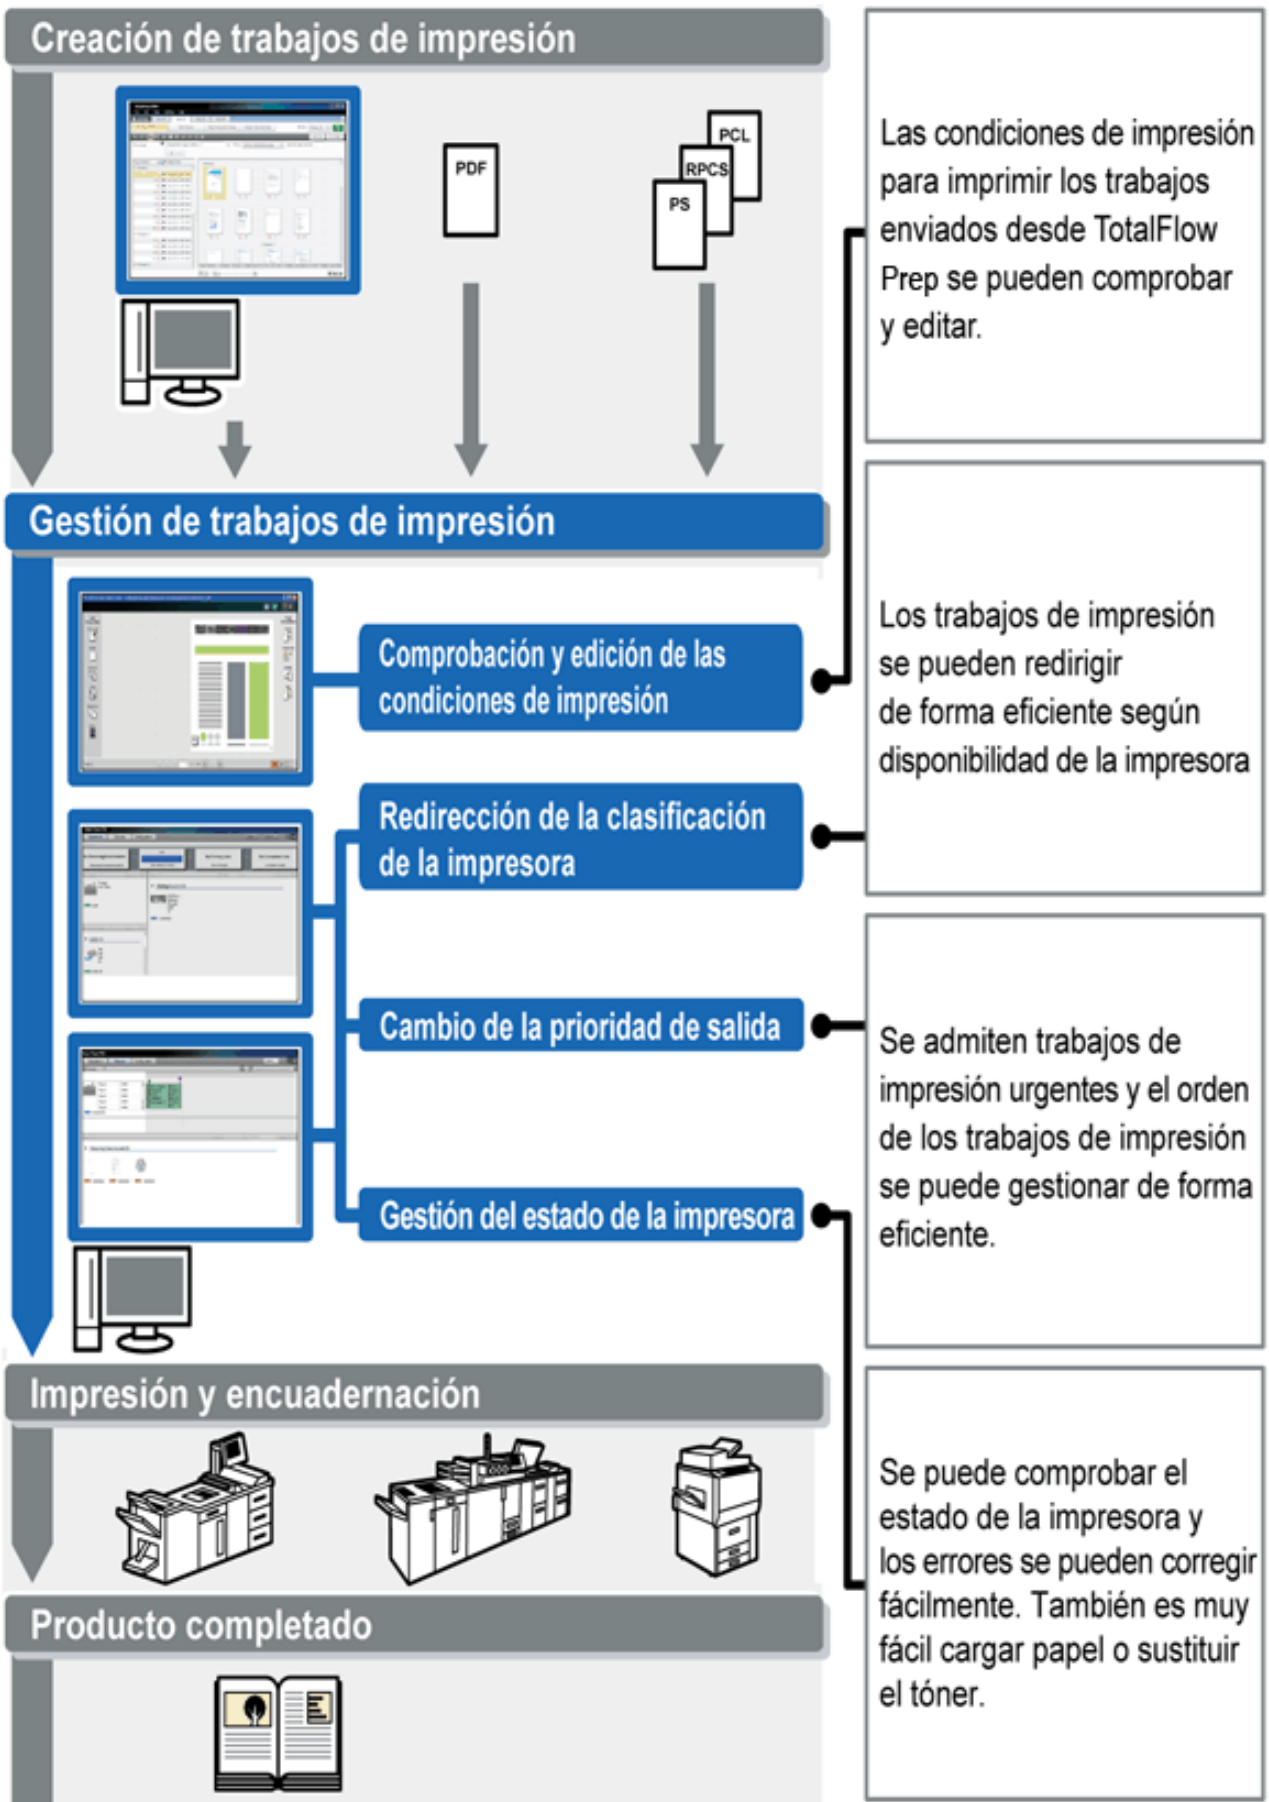 Creación de trabajos de impresión
PDF
PCL
RPCS
PS
Las condiciones de impresión
para imprimir los trabajos
enviados desde TotalFlow
Prep se pueden comprobar
y editar.
Gestión de trabajos de impresión
Comprobación y edición de las
condiciones de impresión
Los trabajos de impresión
se pueden redirigir
de forma eficiente según
disponibilidad de la impresora
Redirección de la clasificación
de la impresora
Cambio de la prioridad de salida
Se admiten trabajos de
impresión urgentes y el orden
de los trabajos de impresión
se puede gestionar de forma
eficiente.
Gestión del estado de la impresora
Impresión y encuadernación
Se puede comprobar el
estado de la impresora y
los errores se pueden corregir
fácilmente. También es muy
fácil cargar papel o sustituir
el tóner.
Producto completado